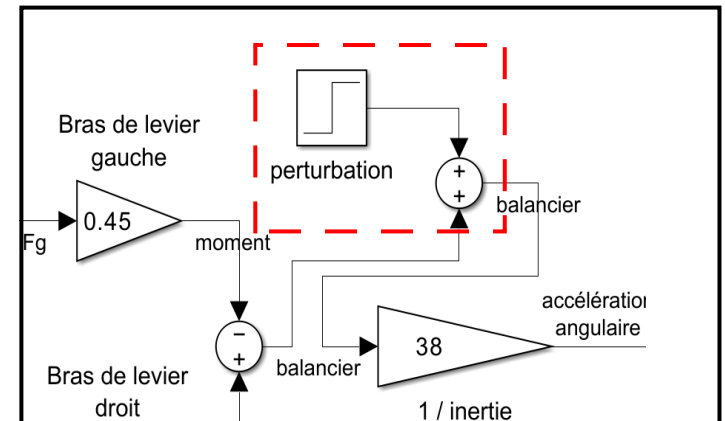 Bras de levier
gauche
0.45
Fg
moment
perturbation
+
+
balancier
−
+
balancier
38
accélération
angulaire
1 / inertie
Bras de levier
droit